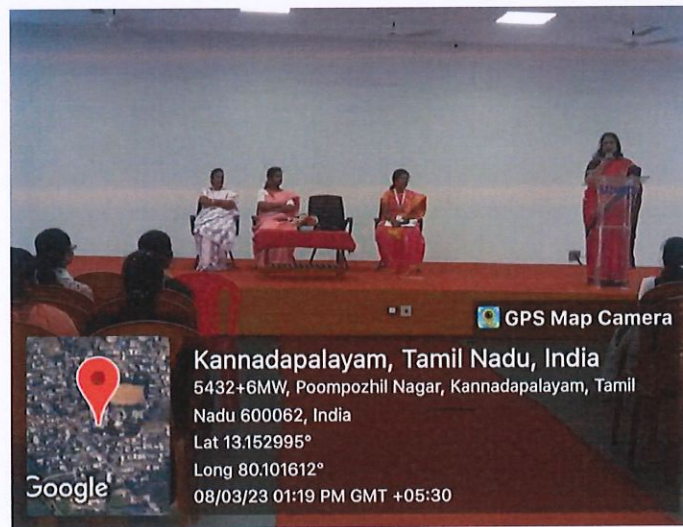 GPS Map Camera
Kannadapalayam, Tamil Nadu, India
5432+6MW, Poompozhil Nagar, Kannadapalayam, Tamil
Nadu 600062, India
Lat 13.152995°
Long 80.101612°
08/03/23 01:19 PM GMT +05:30
Google